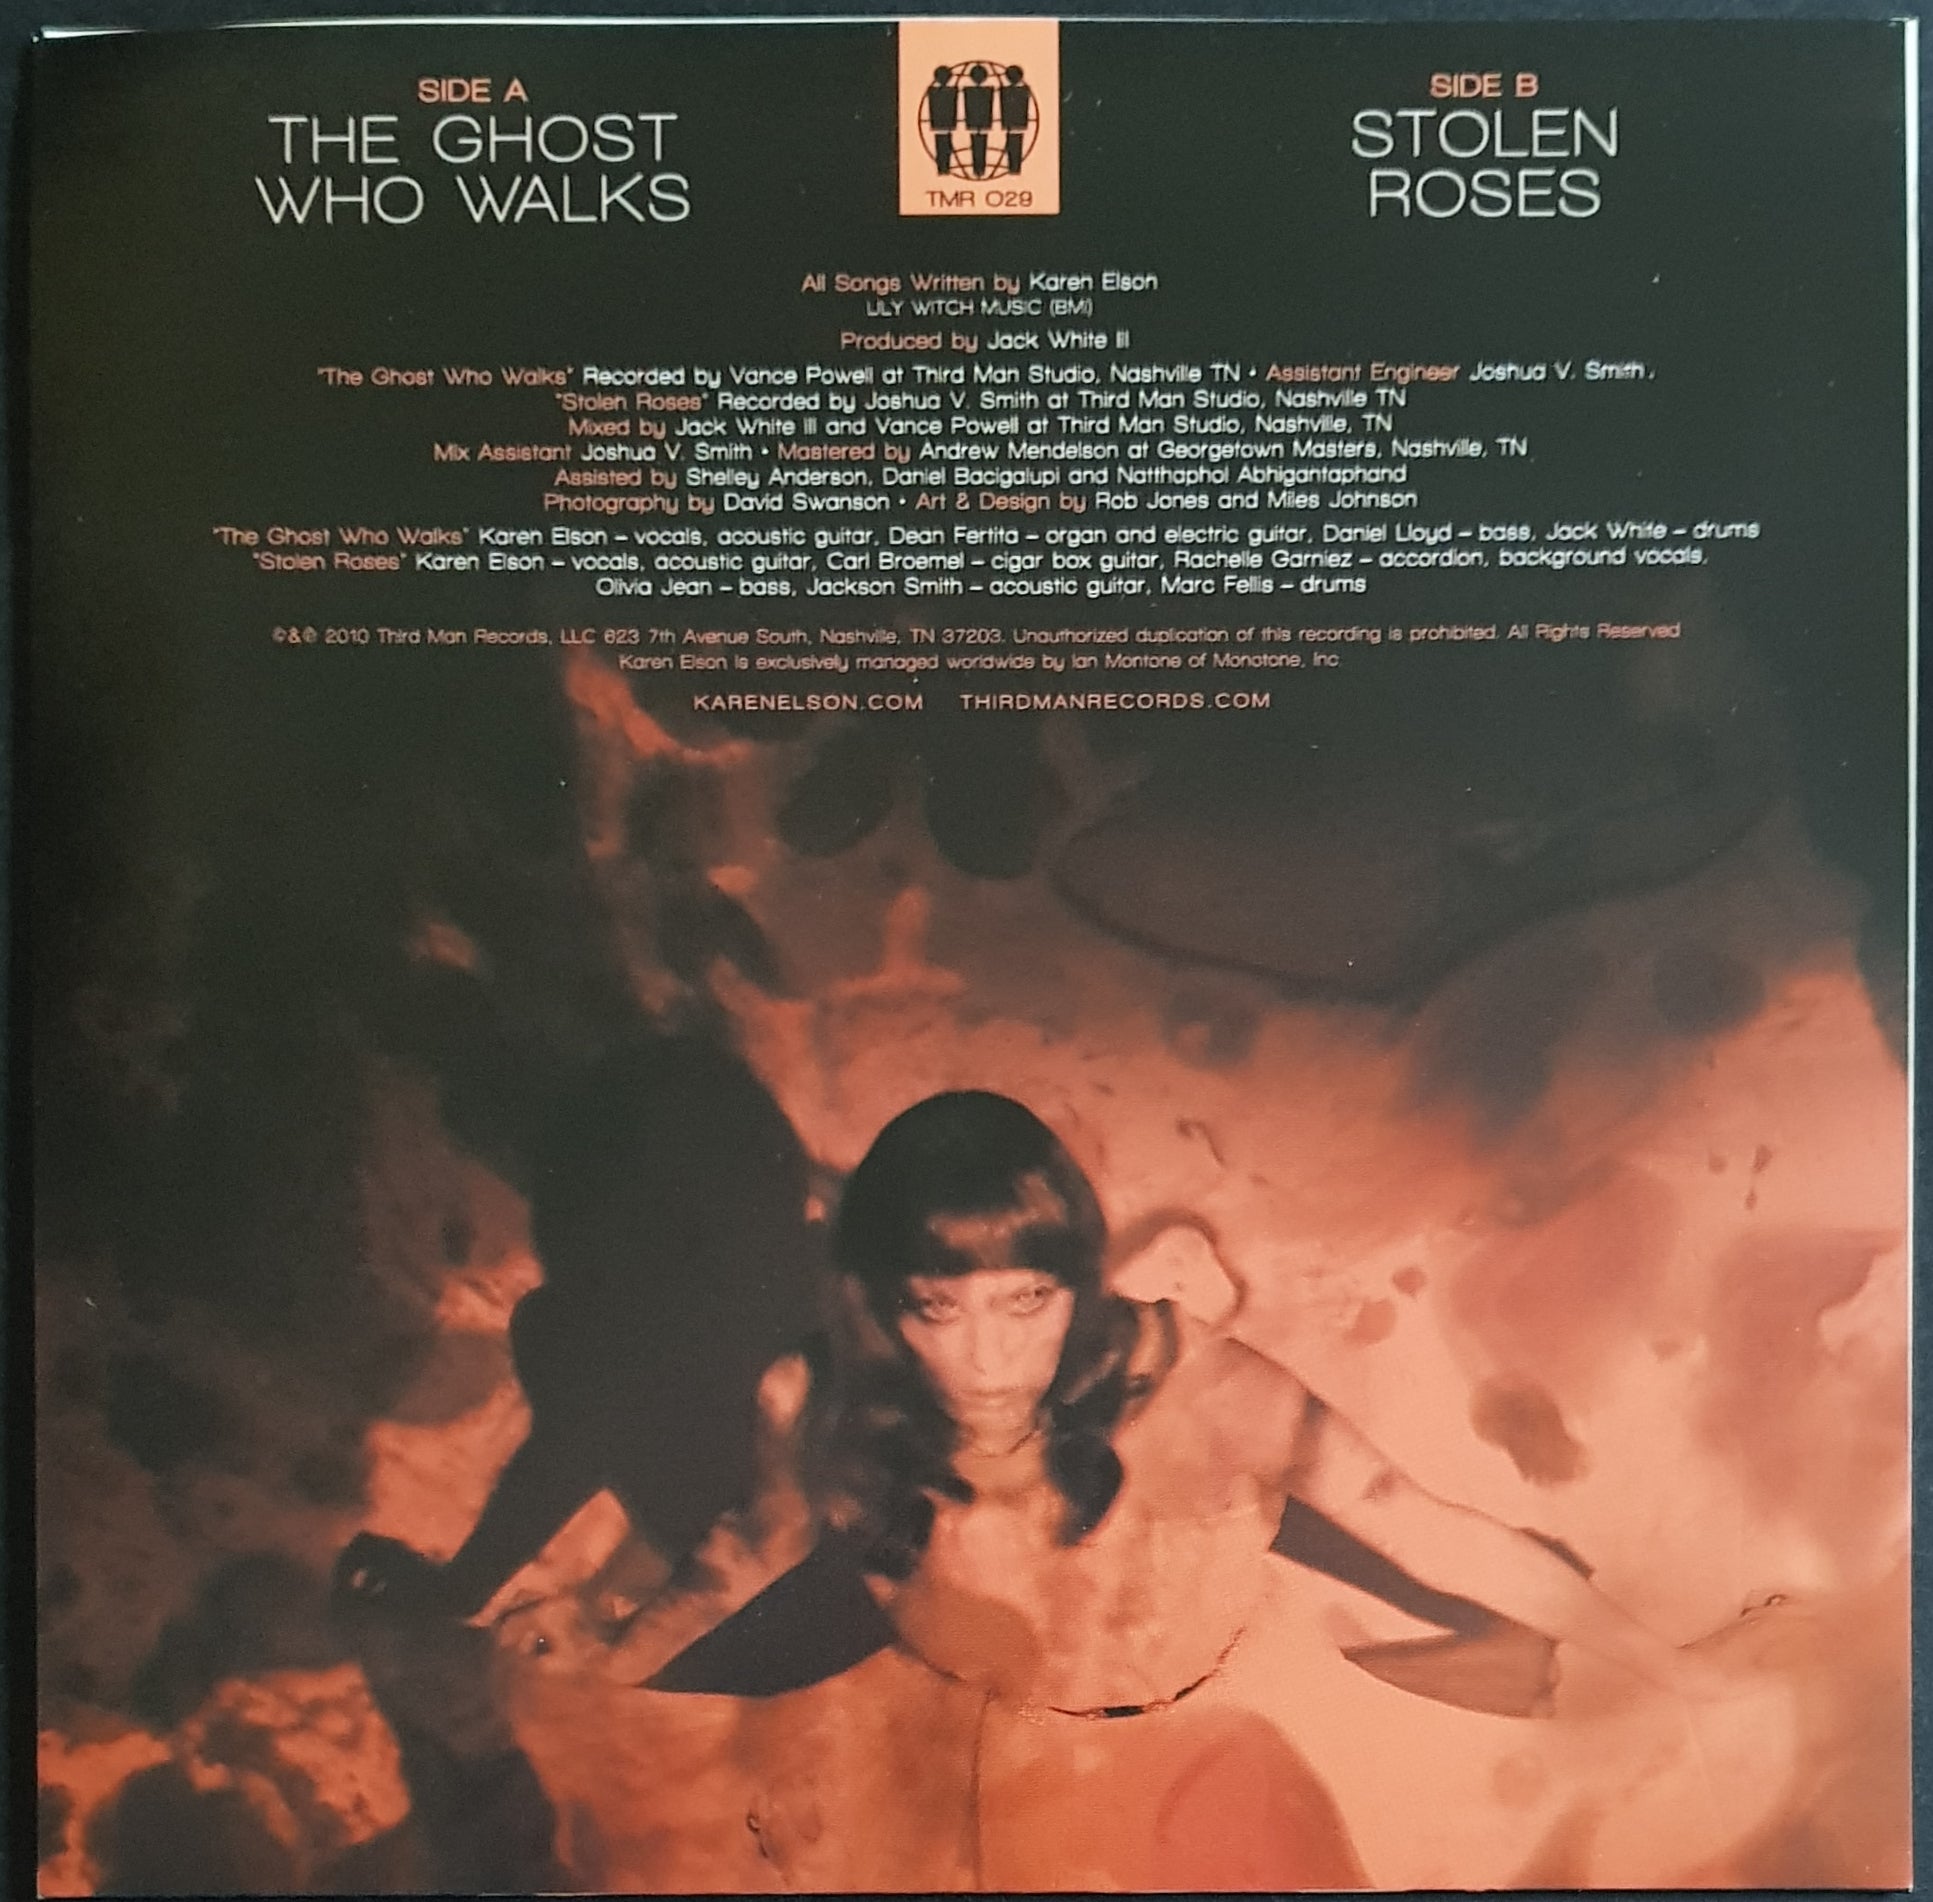 SIDE A
THE GHOST
WHO WALKS
TMR 029
SIDE B
STOLEN
ROSES
All Songs Written by Karen Elson
LILY WITCH MUSIC (BMI)
Produced by Jack White III
"The Ghost Who Walks" Recorded by Vance Powell at Third Man Studio, Nashville TN • Assistant Engineer Joshua V. Smith.
"Stolen Roses" Recorded by Joshua V. Smith at Third Man Studio, Nashville TN
Mixed by Jack White III and Vance Powell at Third Man Studio, Nashville, TN
Mix Assistant Joshua V. Smith • Mastered by Andrew Mendelson at Georgetown Masters, Nashville, TN
Assisted by Shelley Anderson, Daniel Bacigalupi and Natthaphol Abhigantaphand
Photography by David Swanson • Art & Design by Rob Jones and Miles Johnson
"The Ghost Who Walks" Karen Elson – vocals, acoustic guitar, Dean Fertita – organ and electric guitar, Daniel Lloyd – bass, Jack White – drums
"Stolen Roses" Karen Elson – vocals, acoustic guitar, Carl Broemel – cigar box guitar, Rachelle Garniez – accordion, background vocals,
Olivia Jean – bass, Jackson Smith – acoustic guitar, Marc Fellis – drums
©&℗ 2010 Third Man Records, LLC 623 7th Avenue South, Nashville, TN 37203. Unauthorized duplication of this recording is prohibited. All Rights Reserved
Karen Elson is exclusively managed worldwide by Ian Montone of Monotone, Inc
KARENELSON.COM THIRDMANRECORDS.COM